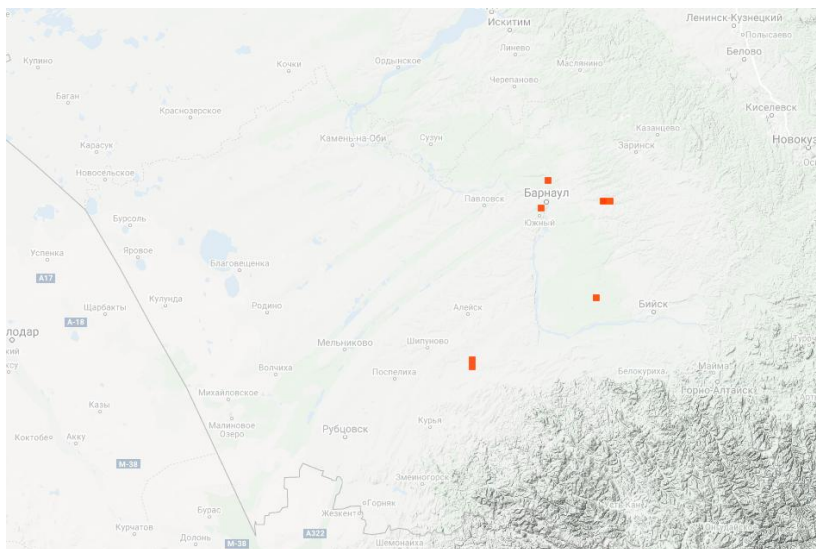 Искитим
Ленинск-Кузнецкий
Полысаево
Линево
Белово
Купино
Кочки
Ордынское
Маслянино
Черепаново
Баган
Краснозерское
Киселевск
Казанцево
Камень-на-Оби
Сузун
Заринск
Новокуз
Карасук
Новосельское
Барнаул
Павловск
Южный
Бурсоль
Успенка
Яровое
Благовещенка
A17
Щарбакты
Кулунда
Родино
Алейск
Бийск
A-18
лодар
Мельниково
Шипуново
Волчиха
Поспелиха
Белокуриха
Майма
Горно-Алтайск
Михайловское
Казы
Малиновое
Озеро
Рубцовск
Курья
Коктобе
Акку
M-38
Змеиногорск
Горняк
Бурас
Жезкент
Курчатов
Долонь
M-38
A322
Шемонаиха